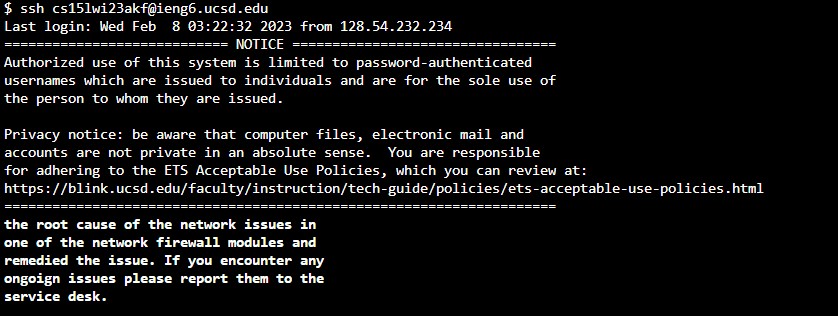 $ ssh cs15lwi23akf@ieng6.ucsd.edu
Last login: Wed Feb  8 03:22:32 2023 from 128.54.232.234
============================ NOTICE =================================
Authorized use of this system is limited to password-authenticated
usernames which are issued to individuals and are for the sole use of
the person to whom they are issued.

Privacy notice: be aware that computer files, electronic mail and
accounts are not private in an absolute sense.  You are responsible
for adhering to the ETS Acceptable Use Policies, which you can review at:
https://blink.ucsd.edu/faculty/instruction/tech-guide/policies/ets-acceptable-use-policies.html
=====================================================================
the root cause of the network issues in
one of the network firewall modules and
remedied the issue. If you encounter any
ongoign issues please report them to the
service desk.